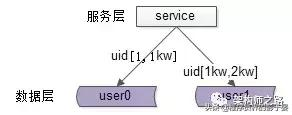 服务层
service
uid[1,1kw]
uid[1kw,2kw]
数据层
user0
user1
架构师之路